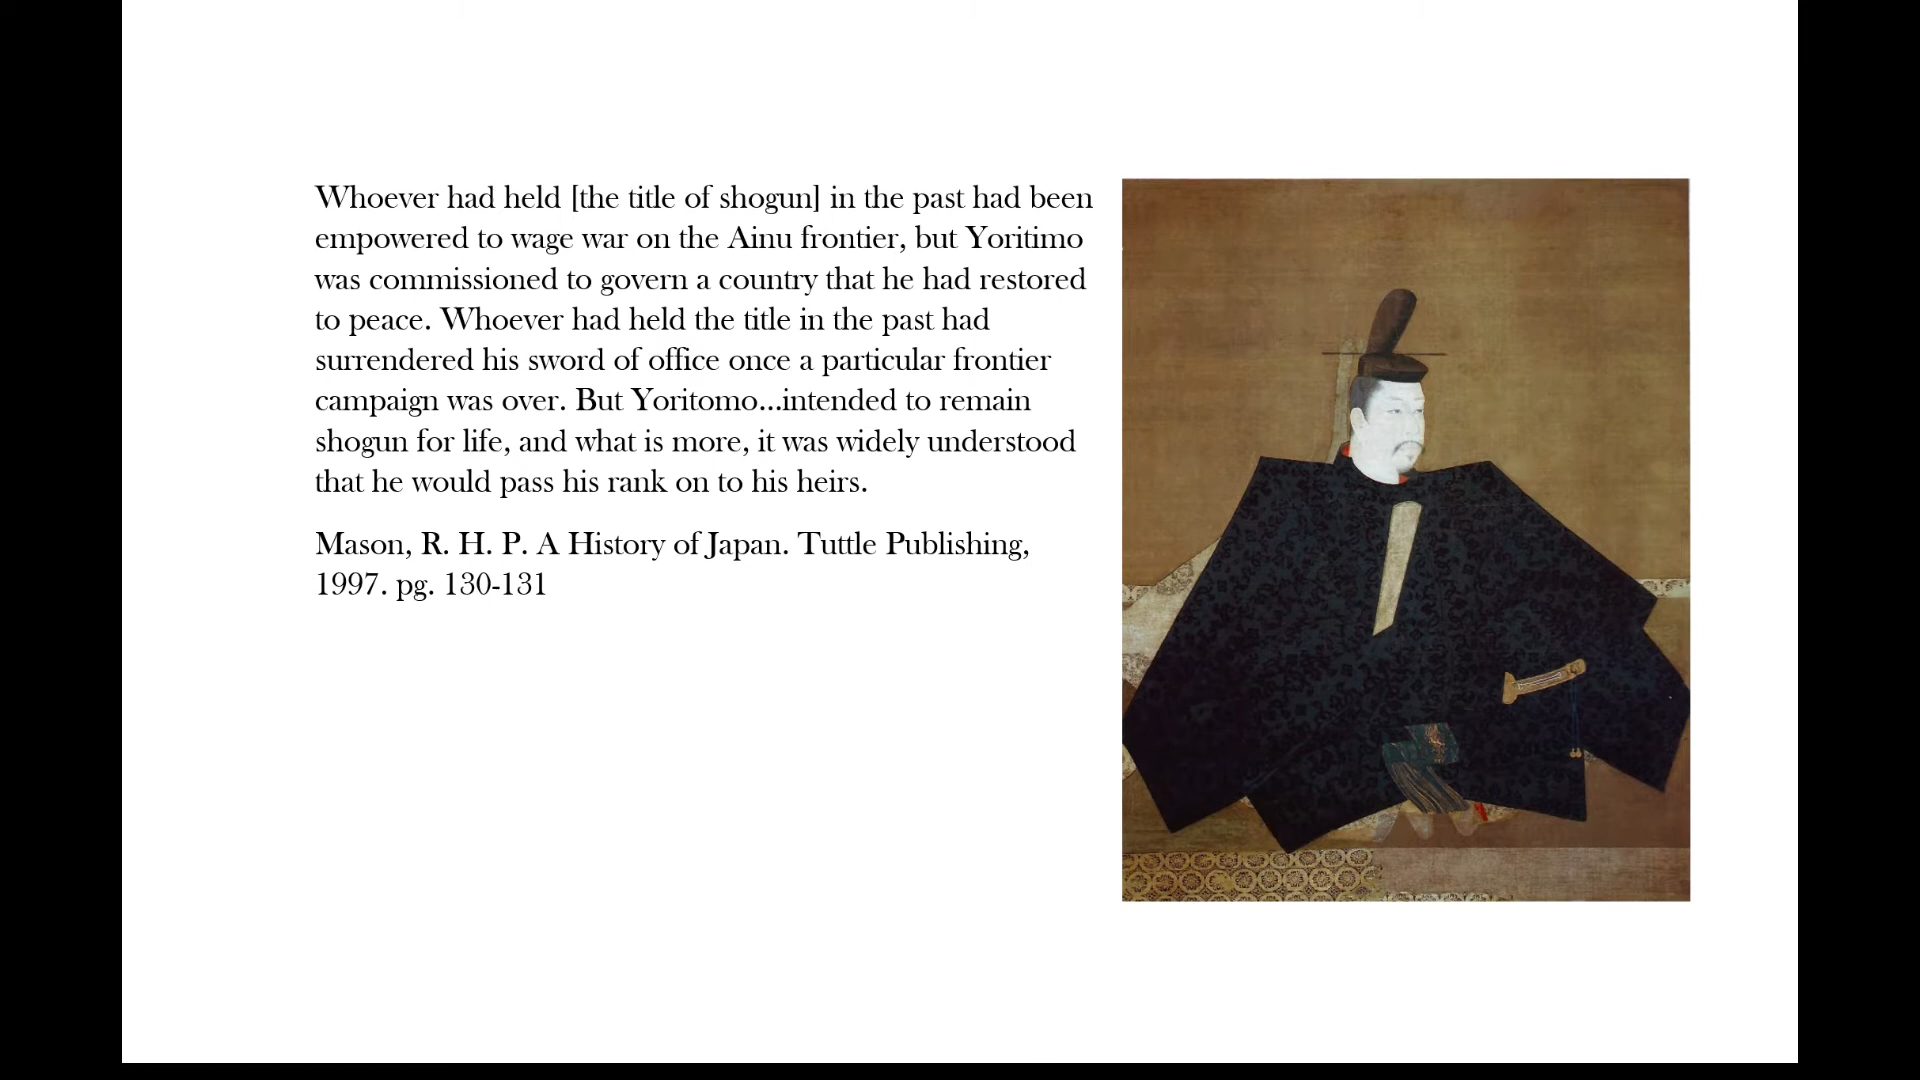 Whoever had held [the title of shogun] in the past had been
empowered to wage war on the Ainu frontier, but Yoritimo
was commissioned to govern a country that he had restored
to peace. Whoever had held the title in the past had
surrendered his sword of office once a particular frontier
campaign was over. But Yoritomo...intended to remain
shogun for life, and what is more, it was widely understood
that he would pass his rank on to his heirs.
Mason, R. H. P. A History of Japan. Tuttle Publishing,
1997. pg. 130-131